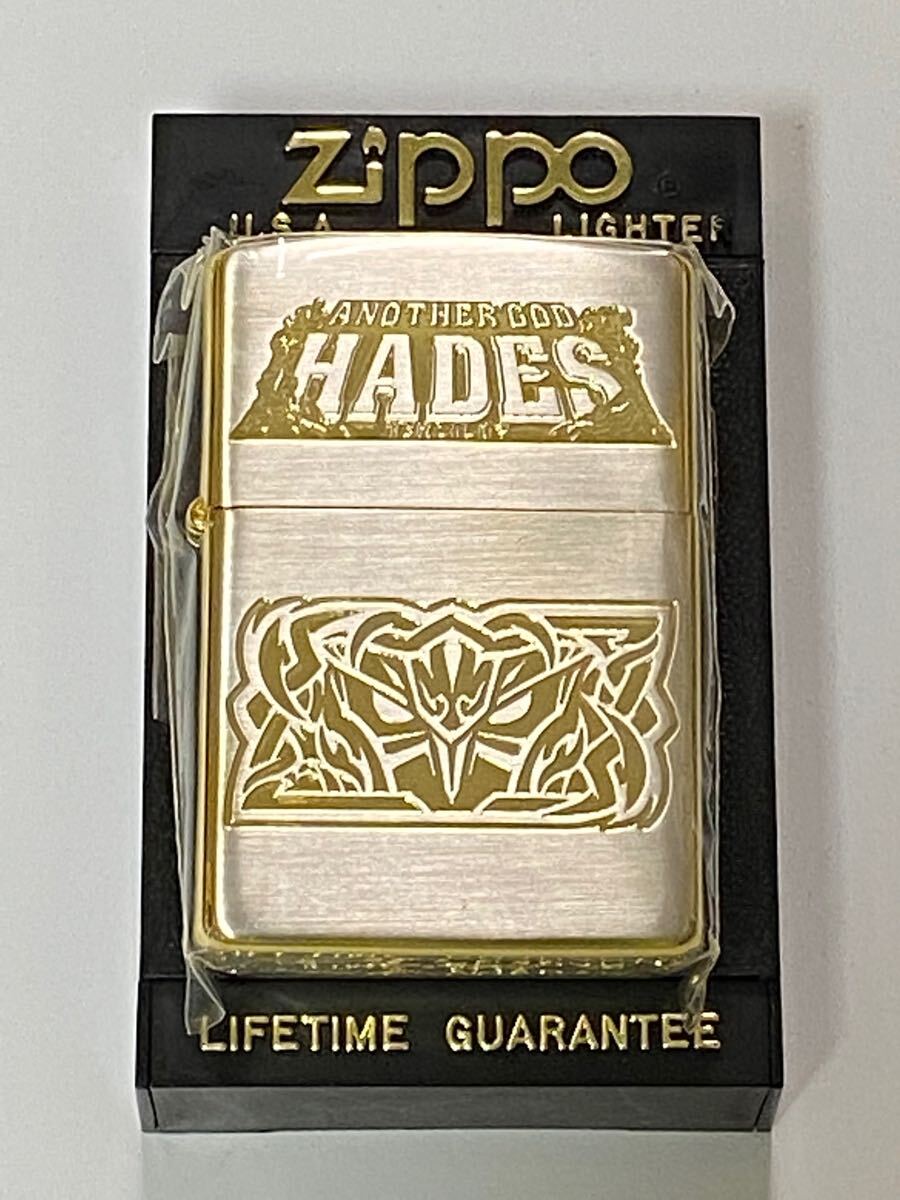 Zippo
U.S.A. LIGHTER
ANOTHER GOD
HADES
LIFETIME GUARANTEE